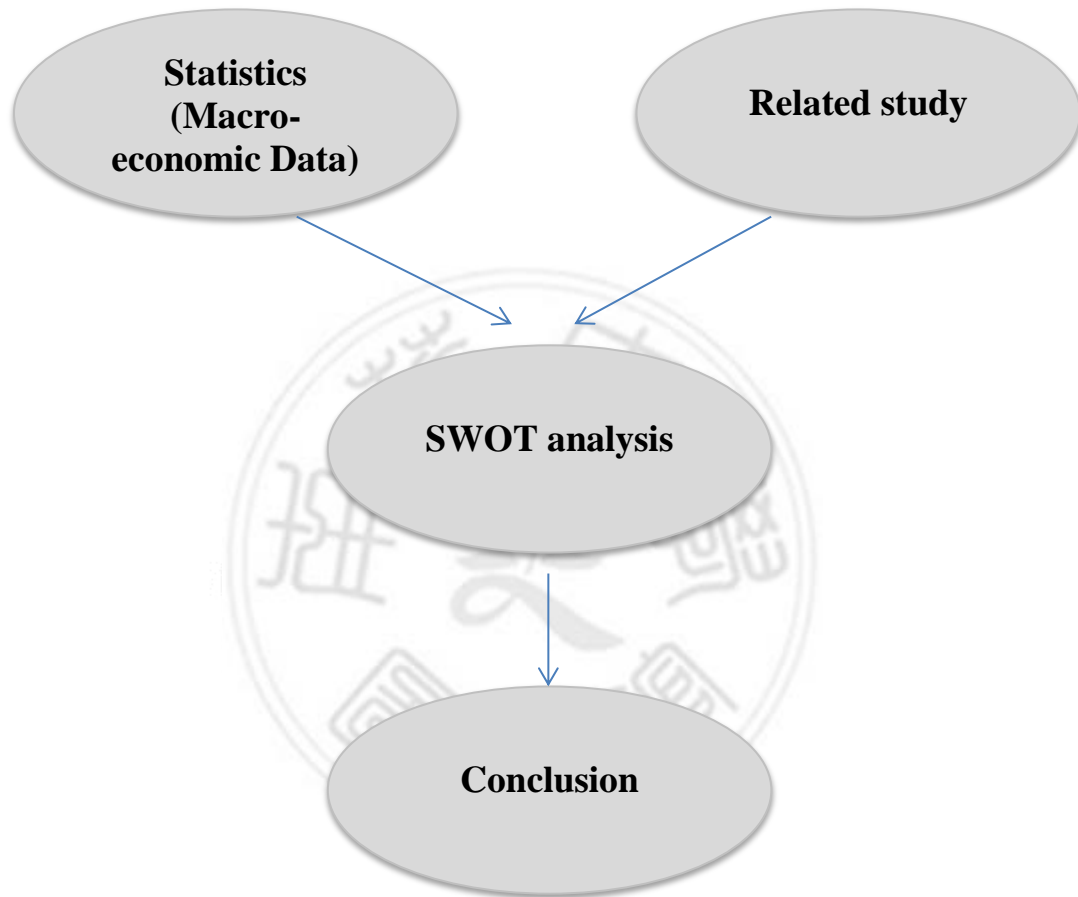 Statistics
(Macro-
economic Data)
Related study
SWOT analysis
Conclusion